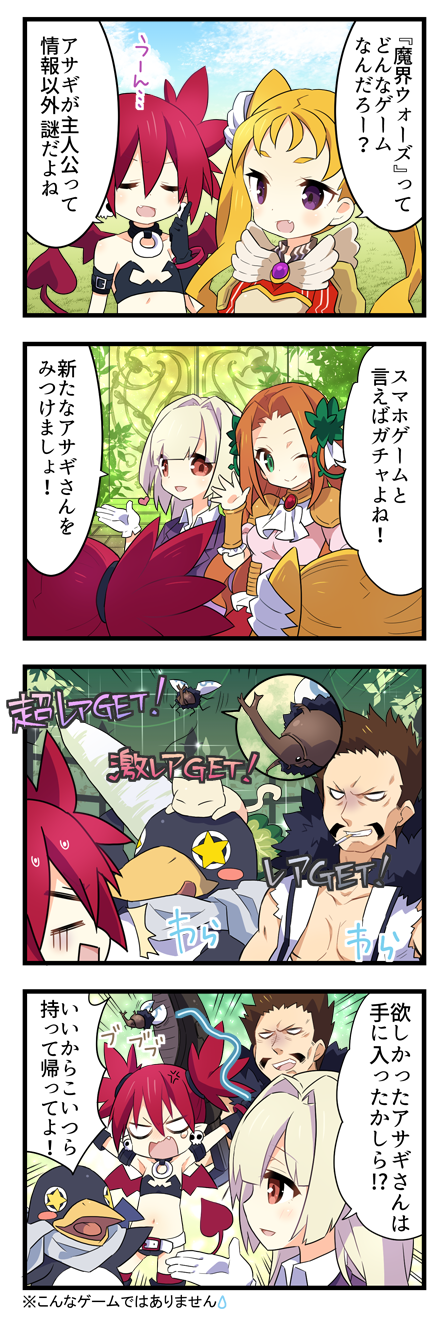 『魔界ウォーズ』って
どんなゲーム
なんだろー？
うーん…
アサギが主人公って
情報以外 謎だよね
スマホゲームと
言えばガチャよね！
新たなアサギさんを
みつけましょ！
超レアGET!
激レアGET!
レアGET!
わら
わら
欲しかったアサギさんは
手に入ったかしら!?
ブブ
ブブ
いいからこいつら
持って帰ってよ！
※こんなゲームではありません